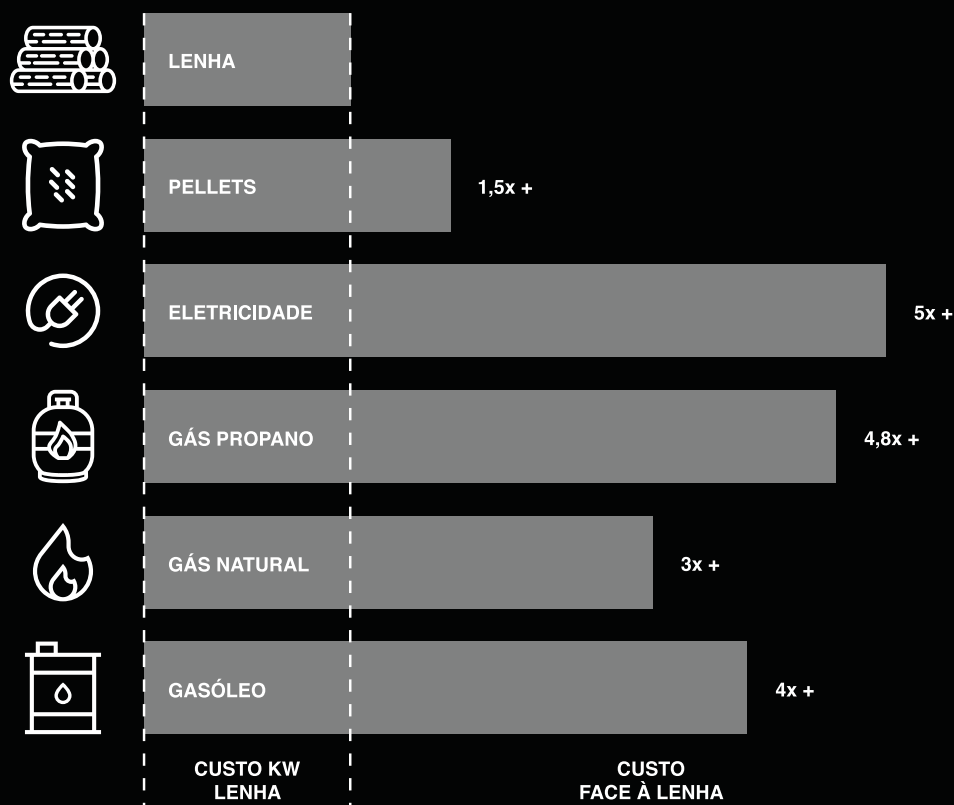 LENHA
PELLETS
1,5x +
ELETRICIDADE
5x +
GÁS PROPANO
4,8x +
GÁS NATURAL
3x +
GASÓLEO
4x +
CUSTO KW
LENHA
CUSTO
FACE À LENHA